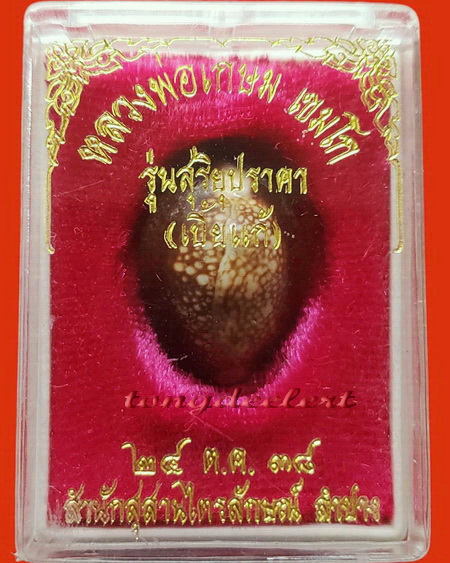 หลวงพ่อเกษม เขมโก
รุ่นสุริยุปราคา
(เบี้ยแก้)
tonydeelert
๒๔ ต.ค. ๓๘
สำนักสุสานไตรลักษณ์ ลำปาง